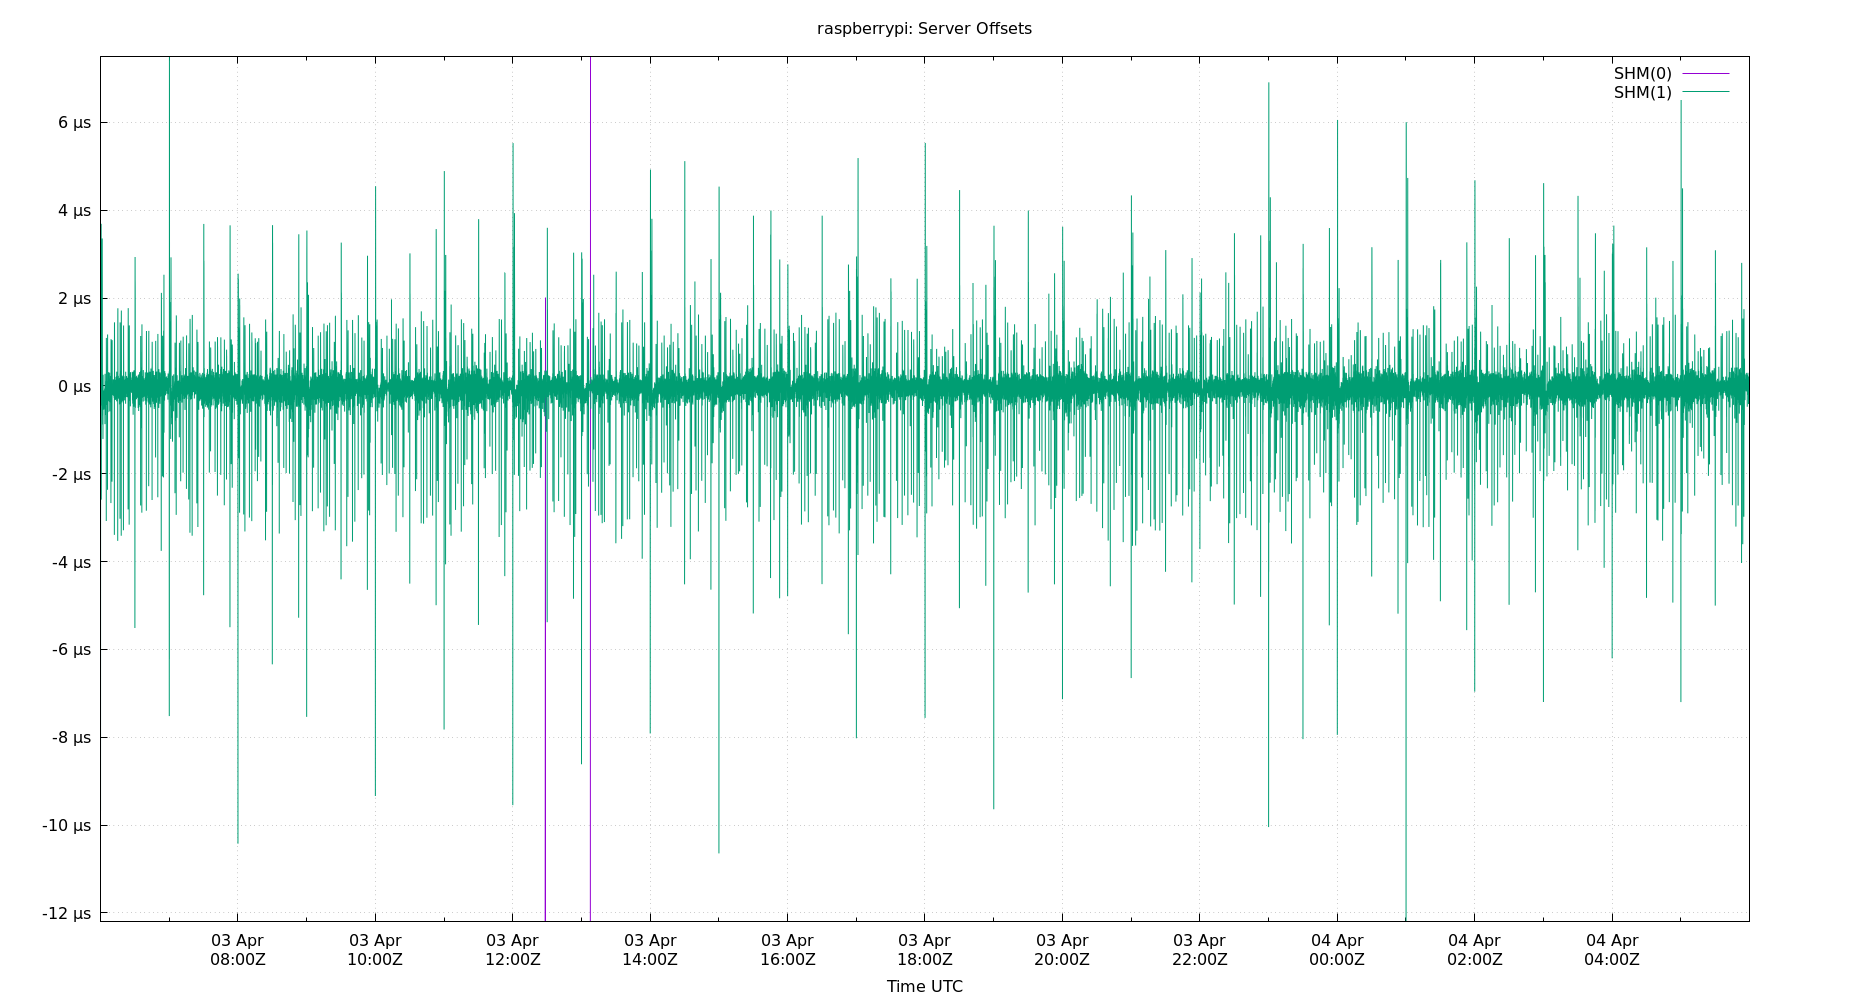 raspberrypi: Server Offsets
SHM(0)
SHM(1)
6 µs
4 µs
2 µs
0 µs
-2 µs
-4 µs
-6 µs
-8 µs
-10 µs
-12 µs
03 Apr 03 Apr 03 Apr 03 Apr 03 Apr 03 Apr 03 Apr 03 Apr 04 Apr 04 Apr 04 Apr
08:00Z 10:00Z 12:00Z 14:00Z 16:00Z 18:00Z 20:00Z 22:00Z 00:00Z 02:00Z 04:00Z
Time UTC